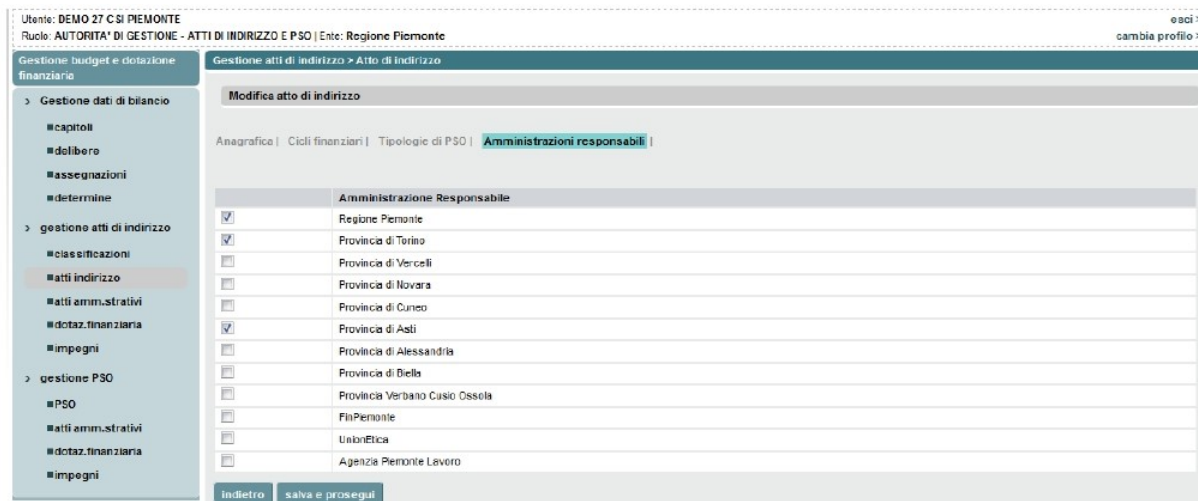 Utente: DEMO 27 CSI PIEMONTE
esci >
Ruolo: AUTORITA' DI GESTIONE - ATTI DI INDIRIZZO E PSO | Ente: Regione Piemonte
cambia profilo >
Gestione budget e dotazione
finanziaria
> Gestione dati di bilancio
capitoli
delibere
assegnazioni
determine
> gestione atti di indirizzo
classificazioni
atti indirizzo
atti amm.strativi
dotaz.finanziaria
impegni
> gestione PSO
PSO
atti amm.strativi
dotaz.finanziaria
impegni
Gestione atti di indirizzo > Atto di indirizzo
Modifica atto di indirizzo
Anagrafica | Cicli finanziari | Tipologie di PSO | Amministrazioni responsabili |
Amministrazione Responsabile
Regione Piemonte
Provincia di Torino
Provincia di Vercelli
Provincia di Novara
Provincia di Cuneo
Provincia di Asti
Provincia di Alessandria
Provincia di Biella
Provincia Verbano Cusio Ossola
FinPiemonte
UnionEtica
Agenzia Piemonte Lavoro
indietro salva e prosegui